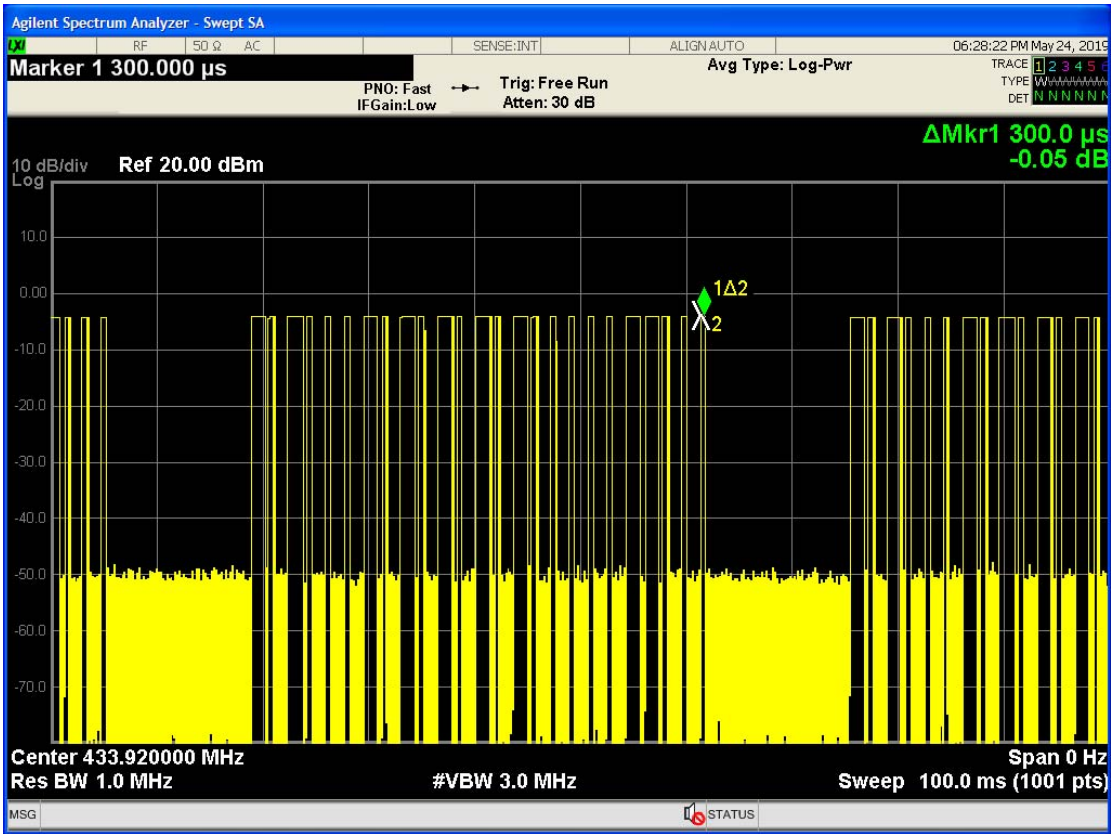 Agilent Spectrum Analyzer - Swept SA
LXI RF 50 Ω AC SENSE:INT ALIGN AUTO 06:28:22 PM May 24, 2019
Marker 1 300.000 µs
PNO: Fast
IFGain:Low
Trig: Free Run
Atten: 30 dB
Avg Type: Log-Pwr
TRACE 1 2 3 4 5 6
TYPE
DET N N N N N N
ΔMkr1 300.0 µs
-0.05 dB
10 dB/div Ref 20.00 dBm
Log
10.0
0.00
1Δ2
2
-10.0
-20.0
-30.0
-40.0
-50.0
-60.0
-70.0
Center 433.920000 MHz Span 0 Hz
Res BW 1.0 MHz #VBW 3.0 MHz Sweep 100.0 ms (1001 pts)
MSG STATUS